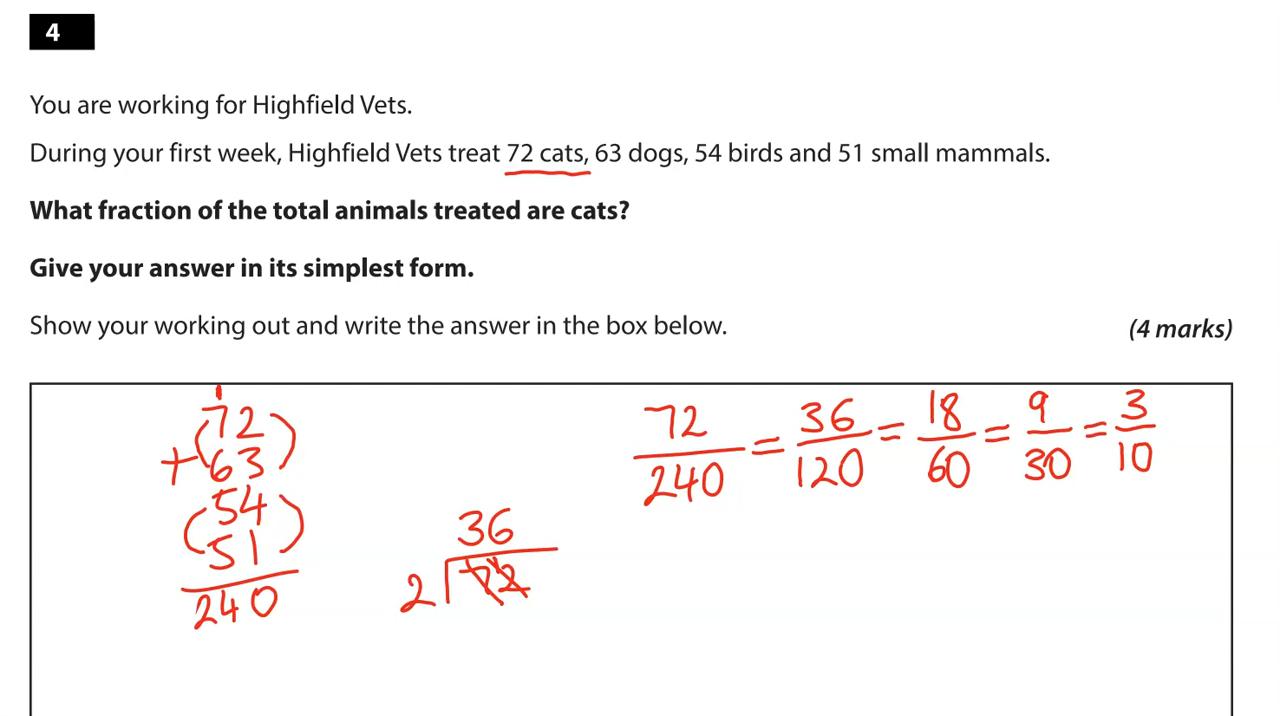 4
You are working for Highfield Vets.
During your first week, Highfield Vets treat 72 cats, 63 dogs, 54 birds and 51 small mammals.
What fraction of the total animals treated are cats?
Give your answer in its simplest form.
Show your working out and write the answer in the box below.
(4 marks)
1
(72)
+ (63)
(54
51)
240
36
2 √72
72/240 = 36/120 = 18/60 = 9/30 = 3/10